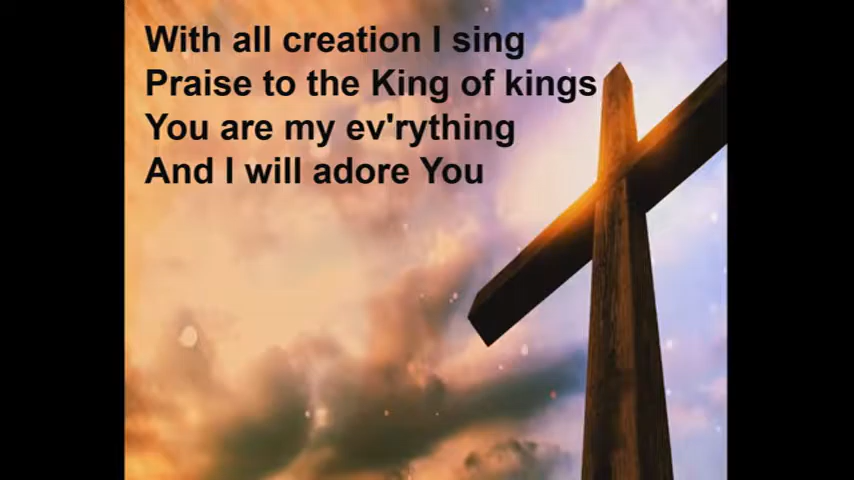 With all creation I sing
Praise to the King of kings
You are my ev'rything
And I will adore You